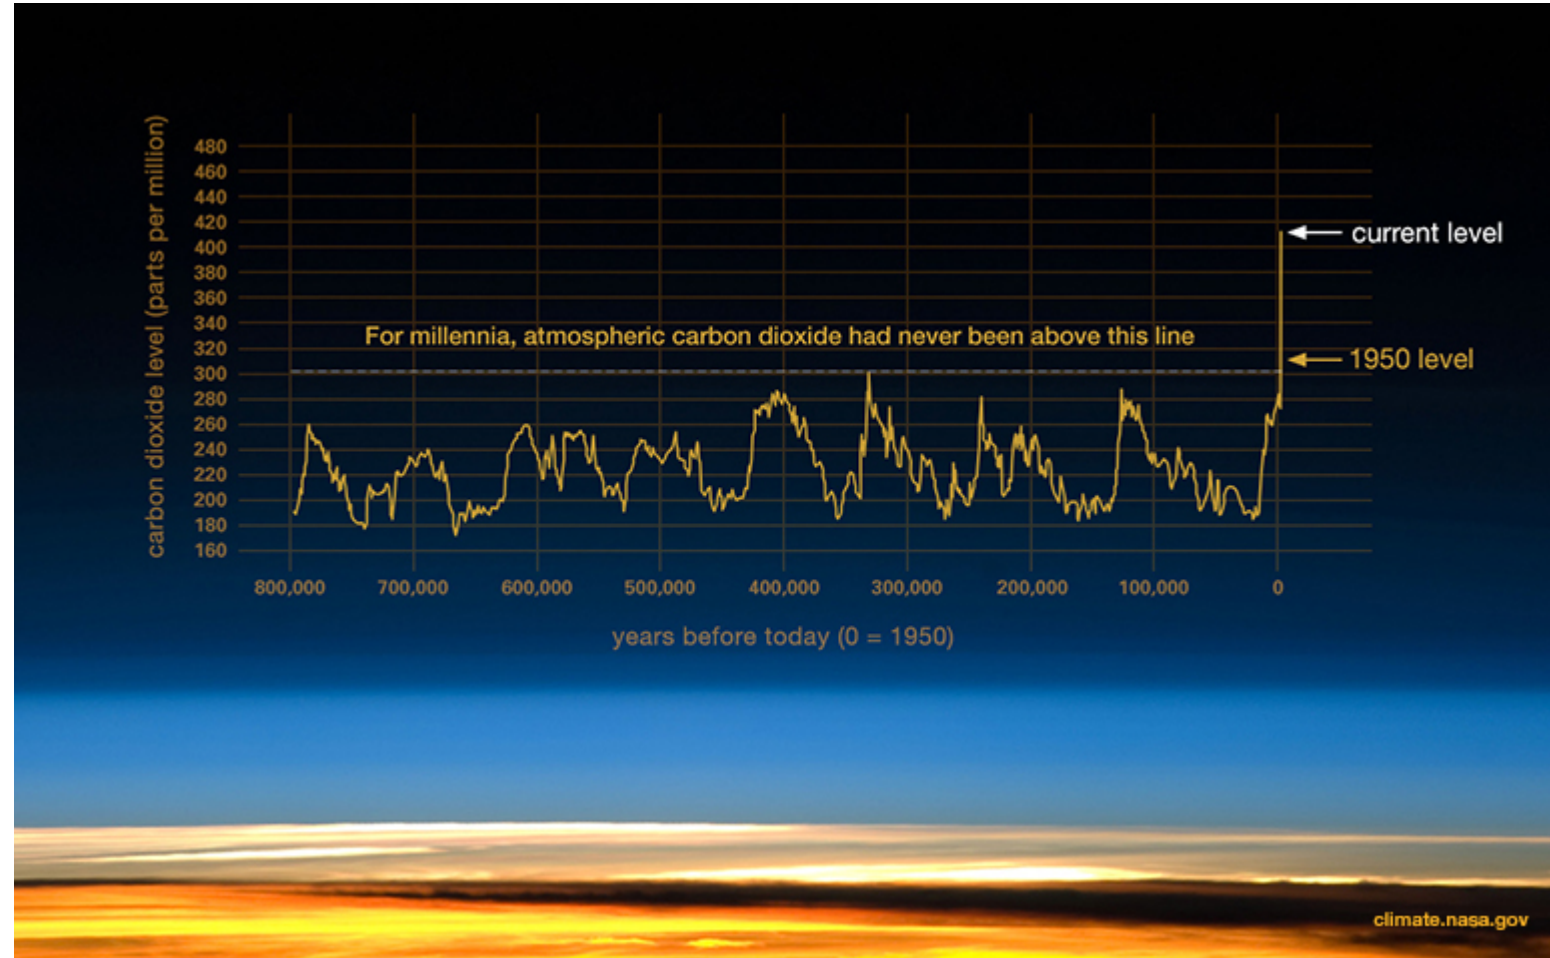 carbon dioxide level (parts per million)
480
460
440
420
400
380
360
340
320
300
280
260
240
220
200
180
160
For millennia, atmospheric carbon dioxide had never been above this line
current level
1950 level
800,000 700,000 600,000 500,000 400,000 300,000 200,000 100,000 0
years before today (0 = 1950)
climate.nasa.gov